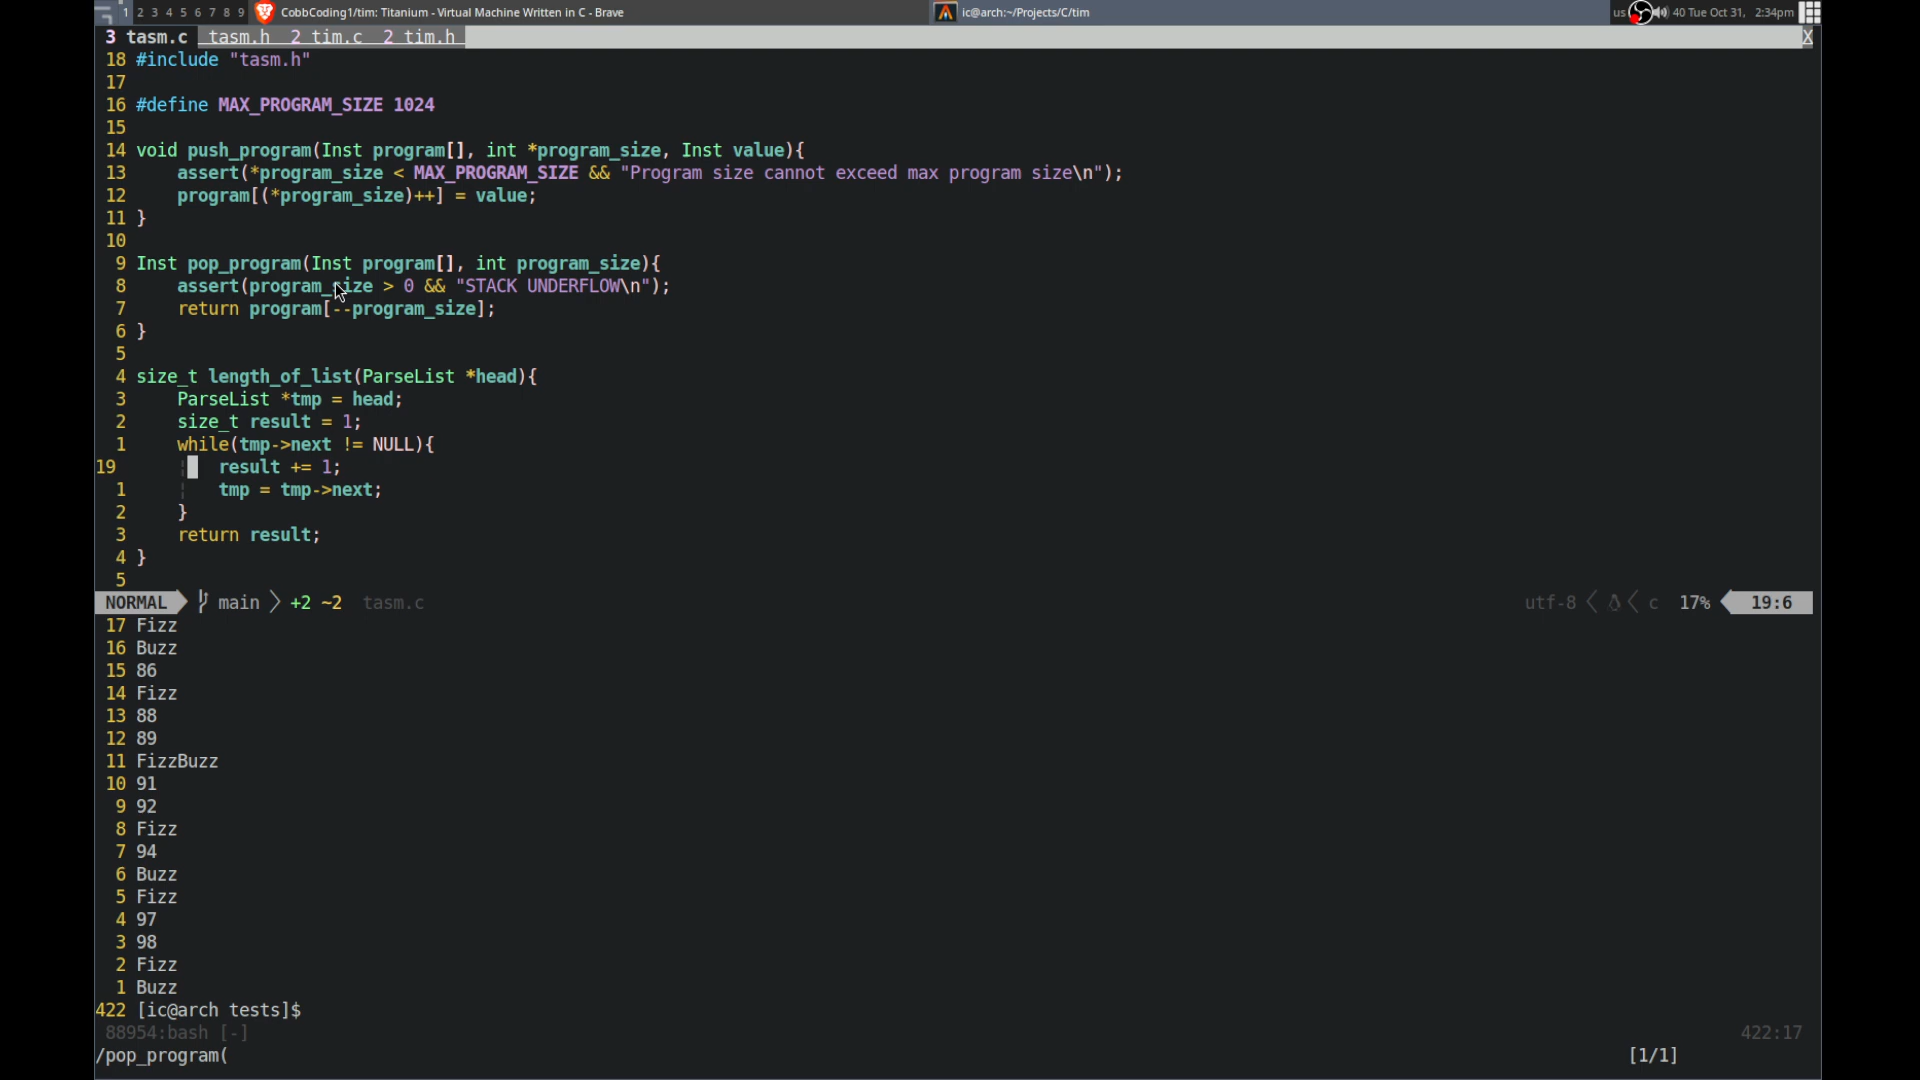 1 2 3 4 5 6 7 8 9 CobbCoding1/tim: Titanium - Virtual Machine Written in C - Brave ic@arch:~/Projects/C/tim us 40 Tue Oct 31, 2:34pm
3 tasm.c tasm.h 2 tim.c 2 tim.h X
18 #include "tasm.h"
17
16 #define MAX_PROGRAM_SIZE 1024
15
14 void push_program(Inst program[], int *program_size, Inst value){
13 assert(*program_size < MAX_PROGRAM_SIZE && "Program size cannot exceed max program size\n");
12 program[(*program_size)++] = value;
11 }
10
9 Inst pop_program(Inst program[], int program_size){
8 assert(program_size > 0 && "STACK UNDERFLOW\n");
7 return program[--program_size];
6 }
5
4 size_t length_of_list(ParseList *head){
3 ParseList *tmp = head;
2 size_t result = 1;
1 while(tmp->next != NULL){
19 result += 1;
1 tmp = tmp->next;
2 }
3 return result;
4 }
5
NORMAL main +2 ~2 tasm.c utf-8 c 17% 19:6
17 Fizz
16 Buzz
15 86
14 Fizz
13 88
12 89
11 FizzBuzz
10 91
9 92
8 Fizz
7 94
6 Buzz
5 Fizz
4 97
3 98
2 Fizz
1 Buzz
422 [ic@arch tests]$
88954:bash [-] 422:17
/pop_program( [1/1]